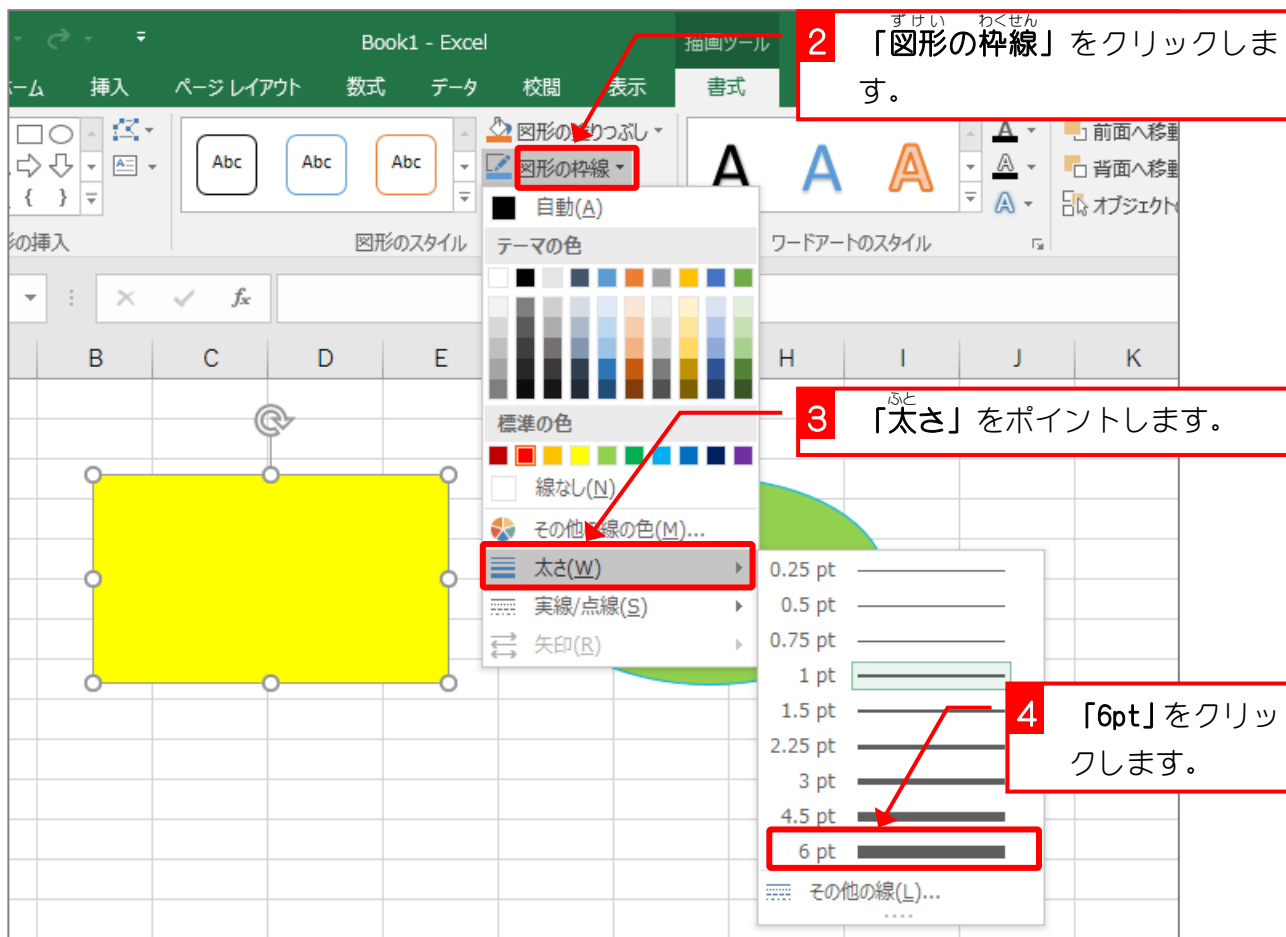 Book1 - Excel
描画ツール
ーム 挿入 ページ レイアウト 数式 データ 校閲 表示 書式
2 「図形の枠線」をクリックしま
ずけい わくせん
す。
Abc Abc Abc
図形の塗りつぶし
図形の枠線
A A A
A
A
A
前面へ移動
背面へ移動
オブジェクト
の挿入 図形のスタイル ワードアートのスタイル
自動(A)
テーマの色
fx
B C D E H I J K
標準の色
線なし(N)
その他の線の色(M)...
太さ(W)
実線/点線(S)
矢印(R)
ふと
3 「太さ」をポイントします。
0.25 pt
0.5 pt
0.75 pt
1 pt
1.5 pt
2.25 pt
3 pt
4.5 pt
6 pt
その他の線(L)...
4 「6pt」をクリッ
クします。